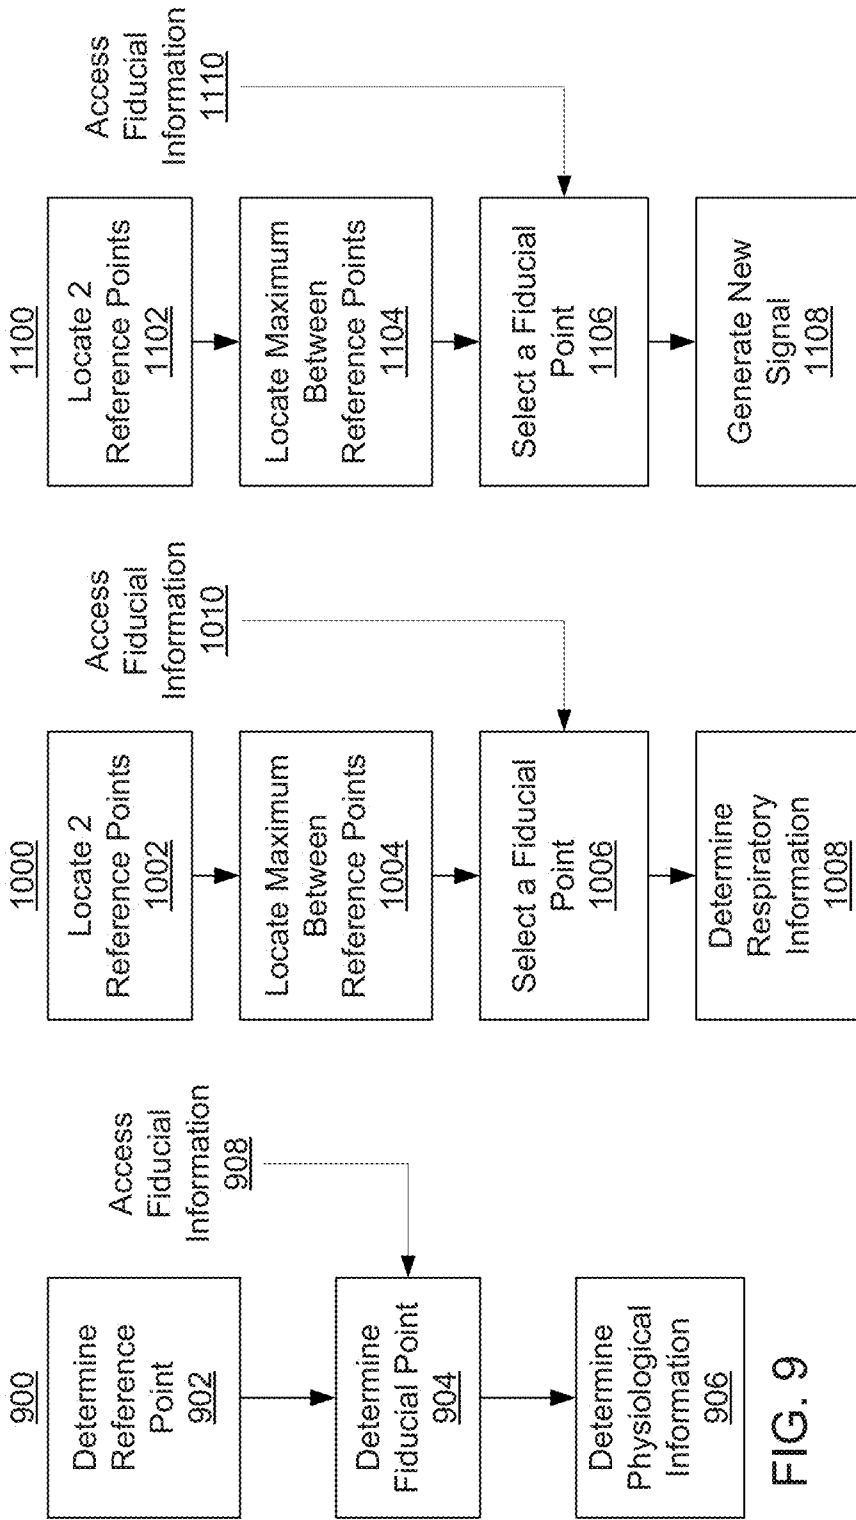 900
Determine
Reference
Point
902
Access
Fiducial
Information
908
Determine
Fiducial Point
904
Determine
Physiological
Information
906
FIG. 9
1000
Locate 2
Reference Points
1002
Access
Fiducial
Information
1010
Locate Maximum
Between
Reference Points
1004
Select a Fiducial
Point
1006
Determine
Respiratory
Information
1008
1100
Locate 2
Reference Points
1102
Access
Fiducial
Information
1110
Locate Maximum
Between
Reference Points
1104
Select a Fiducial
Point
1106
Generate New
Signal
1108